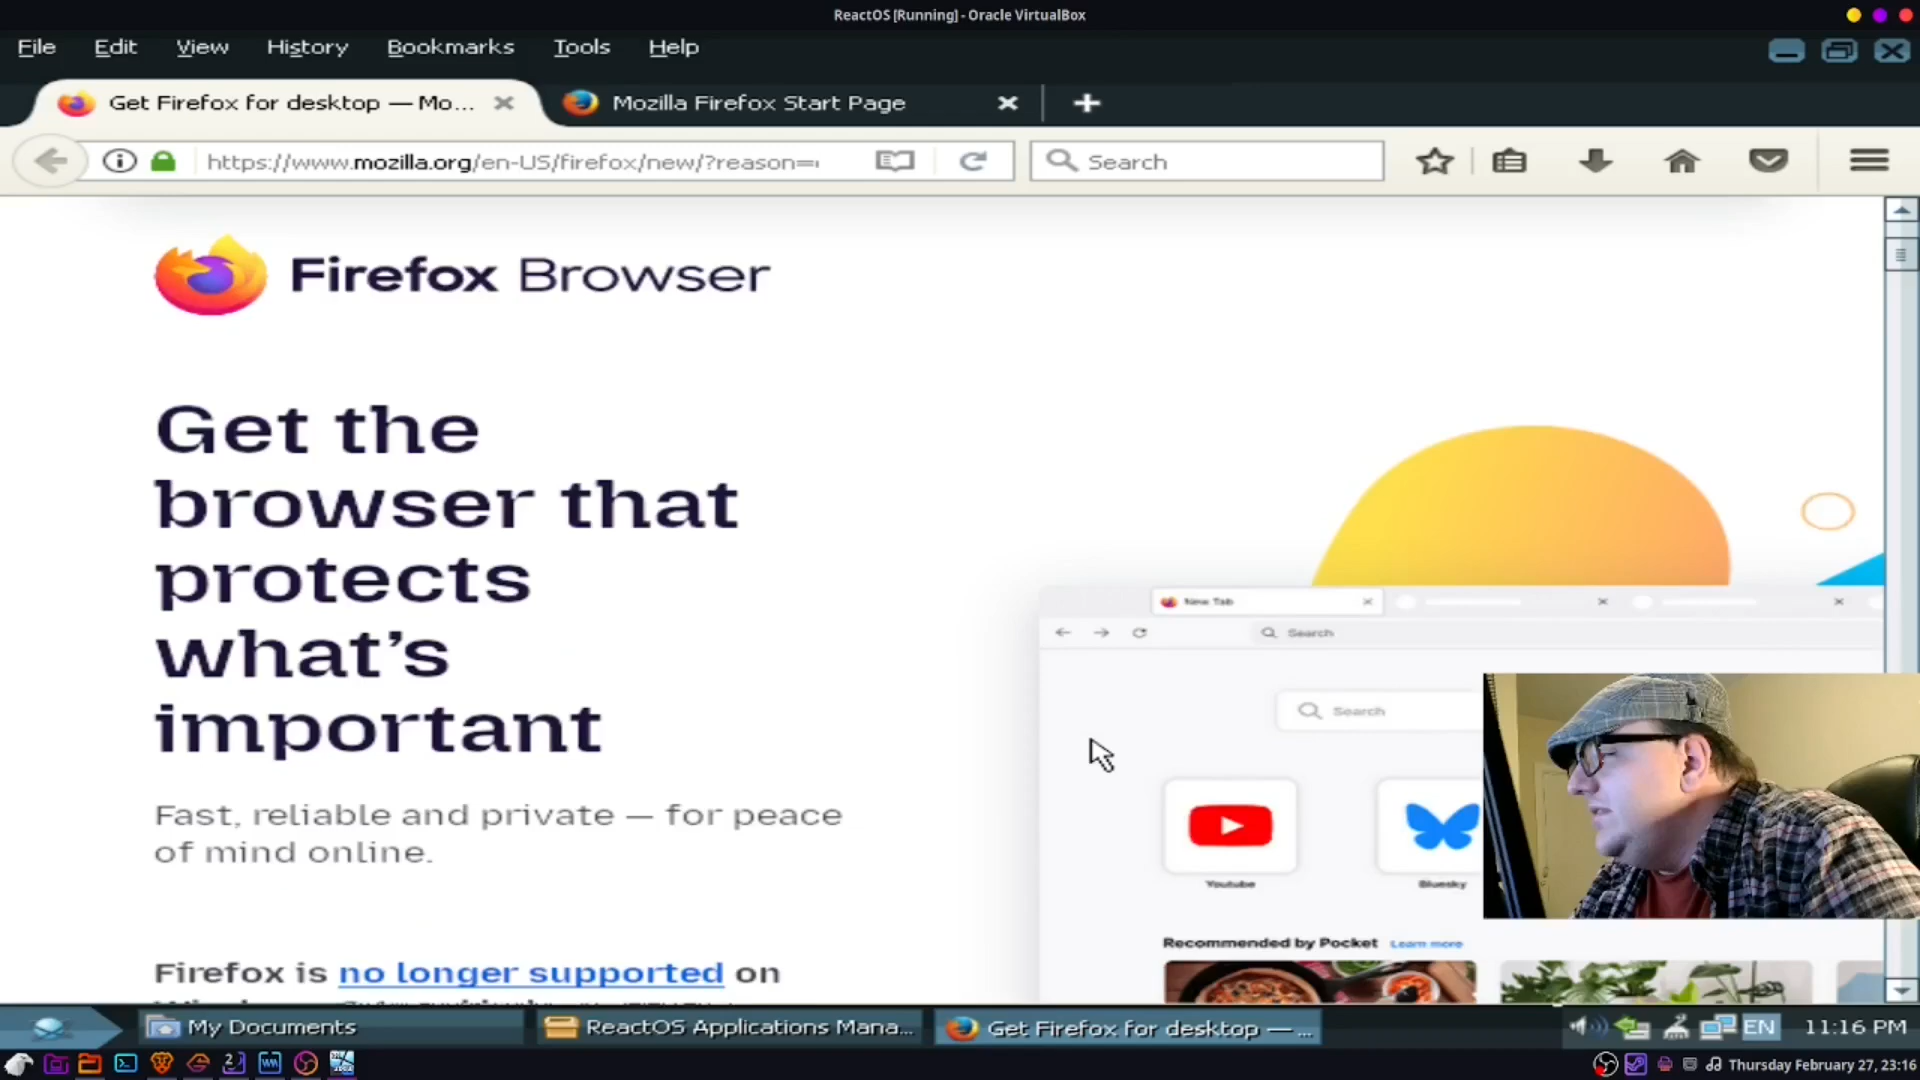 ReactOS [Running] - Oracle VirtualBox
File Edit View History Bookmarks Tools Help
Get Firefox for desktop — Mo...
Mozilla Firefox Start Page
https://www.mozilla.org/en-US/firefox/new/?reason=
Search
Firefox Browser
Get the
browser that
protects
what's
important
New Tab
Search
Search
Youtube
Bluesky
Fast, reliable and private — for peace
of mind online.
Recommended by Pocket Learn more
Firefox is no longer supported on
My Documents
ReactOS Applications Mana...
Get Firefox for desktop — ...
EN
11:16 PM
Thursday February 27, 23:16